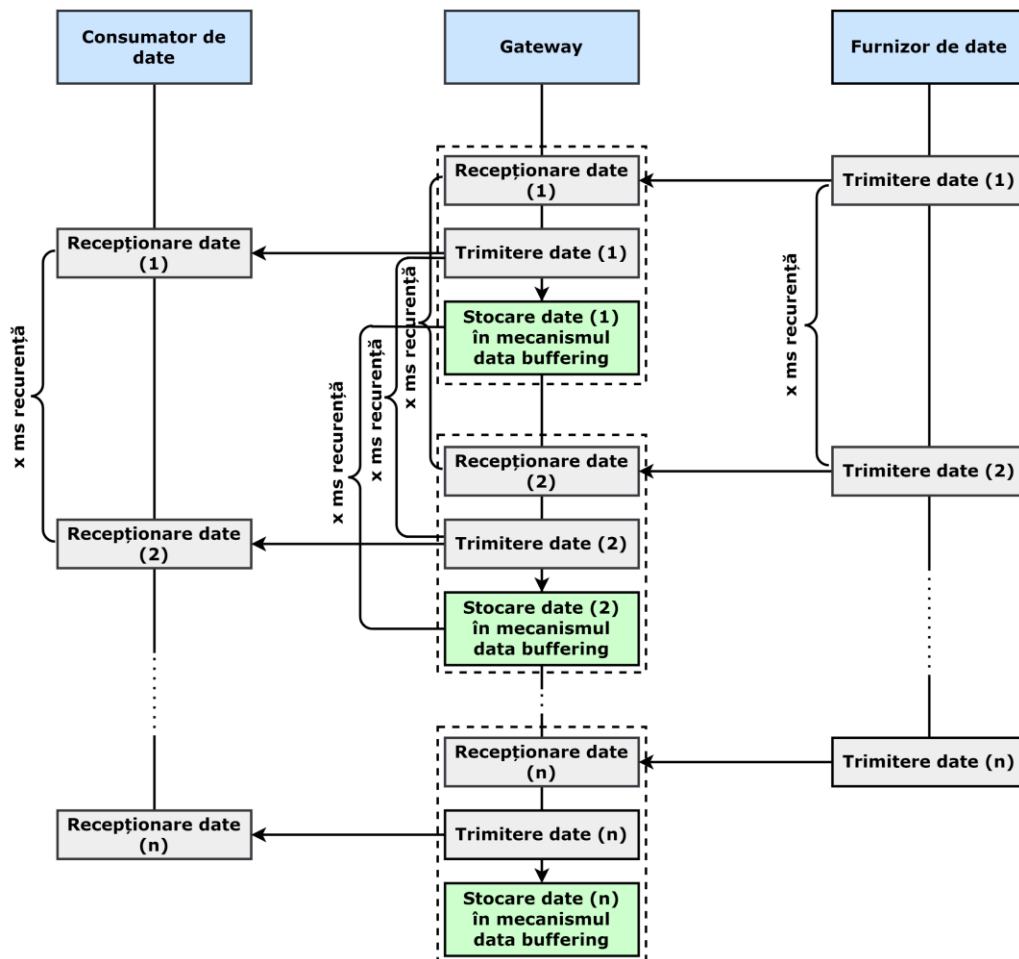 Consumator de
date
Gateway
Furnizor de date
Recepționare date
(1)
Trimitere date (1)
Recepționare date
(1)
Trimitere date (1)
Stocare date (1)
în mecanismul
data buffering
x ms recurență
x ms recurență
x ms recurență
x ms recurență
x ms recurență
Recepționare date
(2)
Trimitere date (2)
Recepționare date
(2)
Trimitere date (2)
Stocare date (2)
în mecanismul
data buffering
Recepționare date
(n)
Trimitere date (n)
Recepționare date
(n)
Trimitere date (n)
Stocare date (n)
în mecanismul
data buffering